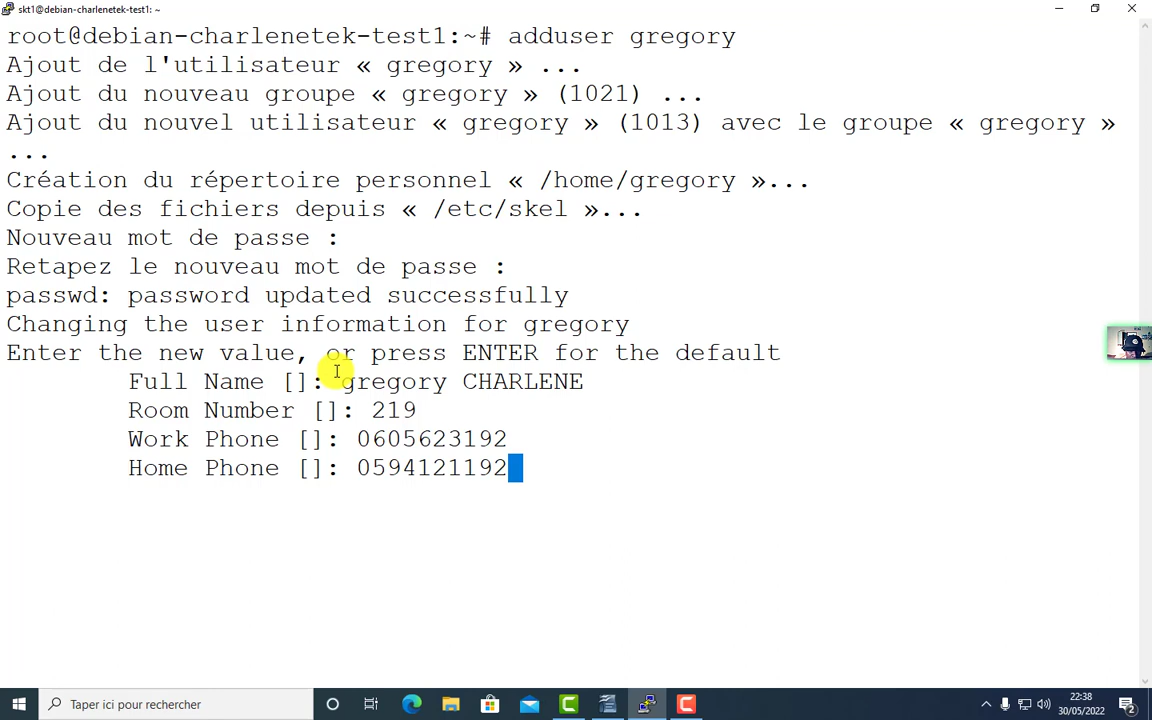 skt1@debian-charlenetek-test1: ~
root@debian-charlenetek-test1:~# adduser gregory
Ajout de l'utilisateur « gregory » ...
Ajout du nouveau groupe « gregory » (1021) ...
Ajout du nouvel utilisateur « gregory » (1013) avec le groupe « gregory »
...
Création du répertoire personnel « /home/gregory »...
Copie des fichiers depuis « /etc/skel »...
Nouveau mot de passe :
Retapez le nouveau mot de passe :
passwd: password updated successfully
Changing the user information for gregory
Enter the new value, or press ENTER for the default
Full Name []: gregory CHARLENE
Room Number []: 219
Work Phone []: 0605623192
Home Phone []: 0594121192
Taper ici pour rechercher
22:38
30/05/2022
2